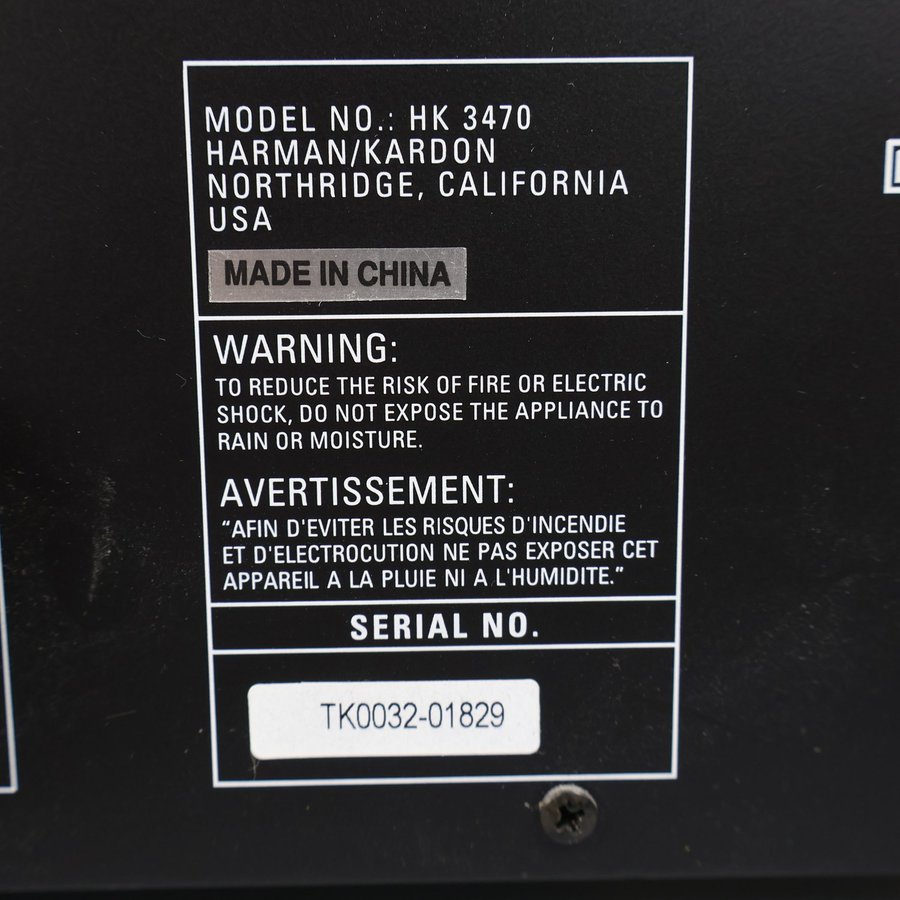 MODEL NO.: HK 3470
HARMAN/KARDON
NORTHRIDGE, CALIFORNIA
USA
MADE IN CHINA
WARNING:
TO REDUCE THE RISK OF FIRE OR ELECTRIC
SHOCK, DO NOT EXPOSE THE APPLIANCE TO
RAIN OR MOISTURE.
AVERTISSEMENT:
“AFIN D'EVITER LES RISQUES D'INCENDIE
ET D'ELECTROCUTION NE PAS EXPOSER CET
APPAREIL A LA PLUIE NI A L'HUMIDITE.”
SERIAL NO.
TK0032-01829